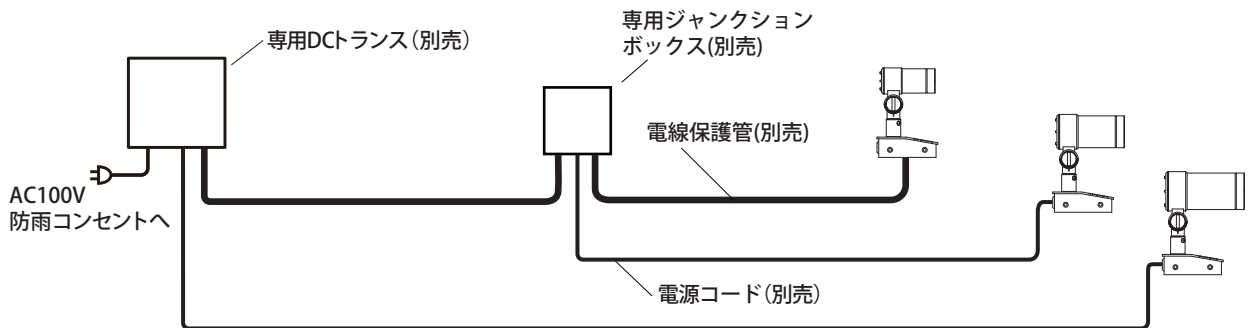 専用DCトランス（別売）
専用ジャンクション
ボックス(別売)
電線保護管(別売)
AC100V
防雨コンセントへ
電源コード（別売）